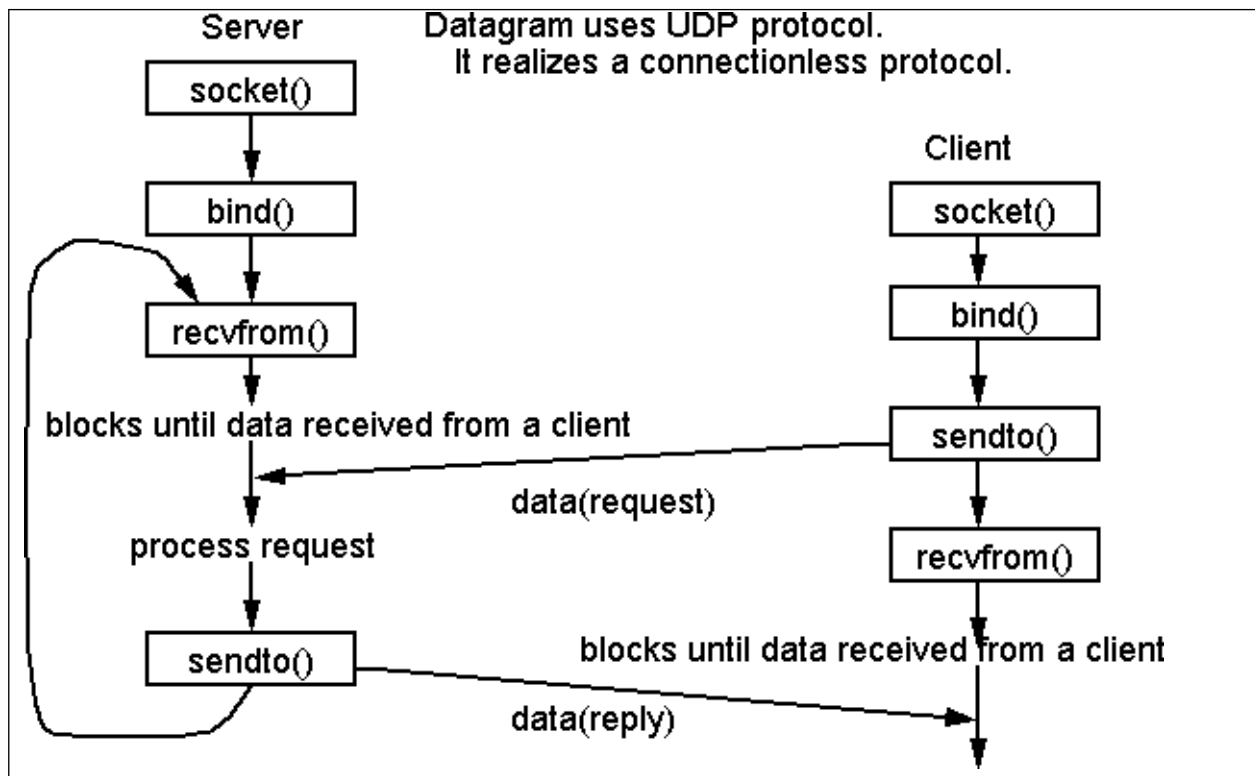 Server
Datagram uses UDP protocol.
It realizes a connectionless protocol.
socket()
bind()
recvfrom()
blocks until data received from a client
process request
sendto()
Client
socket()
bind()
sendto()
data(request)
recvfrom()
blocks until data received from a client
data(reply)